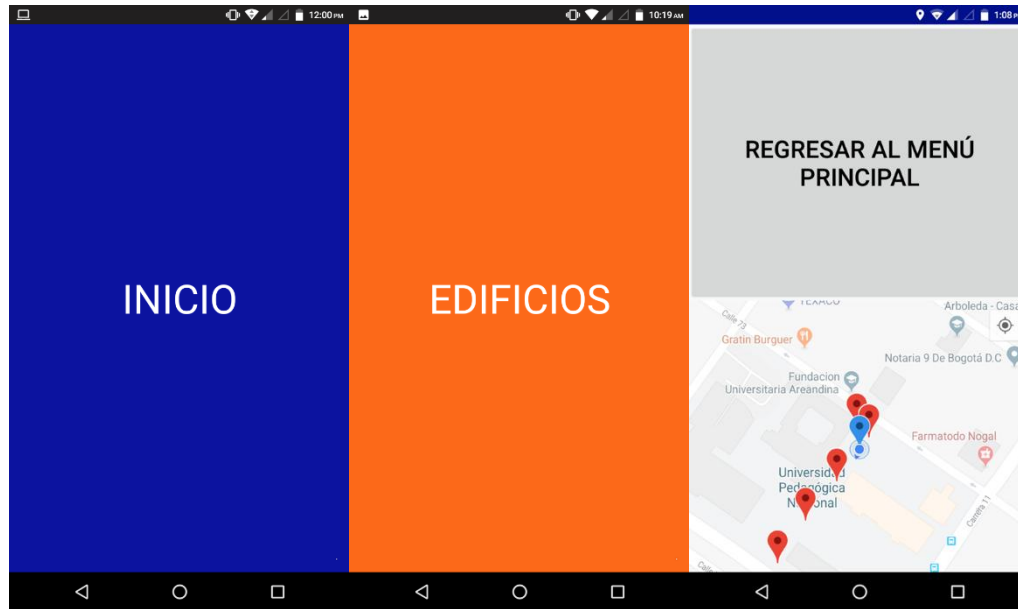 12:00 PM
INICIO
10:19 AM
EDIFICIOS
1:08
REGRESAR AL MENÚ
PRINCIPAL
TEXACO
Arboleda - Casa
Calle 73
Gratin Burguer
Notaria 9 De Bogotá D.C
Fundacion
Universitaria Areandina
Farmatodo Nogal
Universidad
Pedagógica
Nacional
Carrera 11